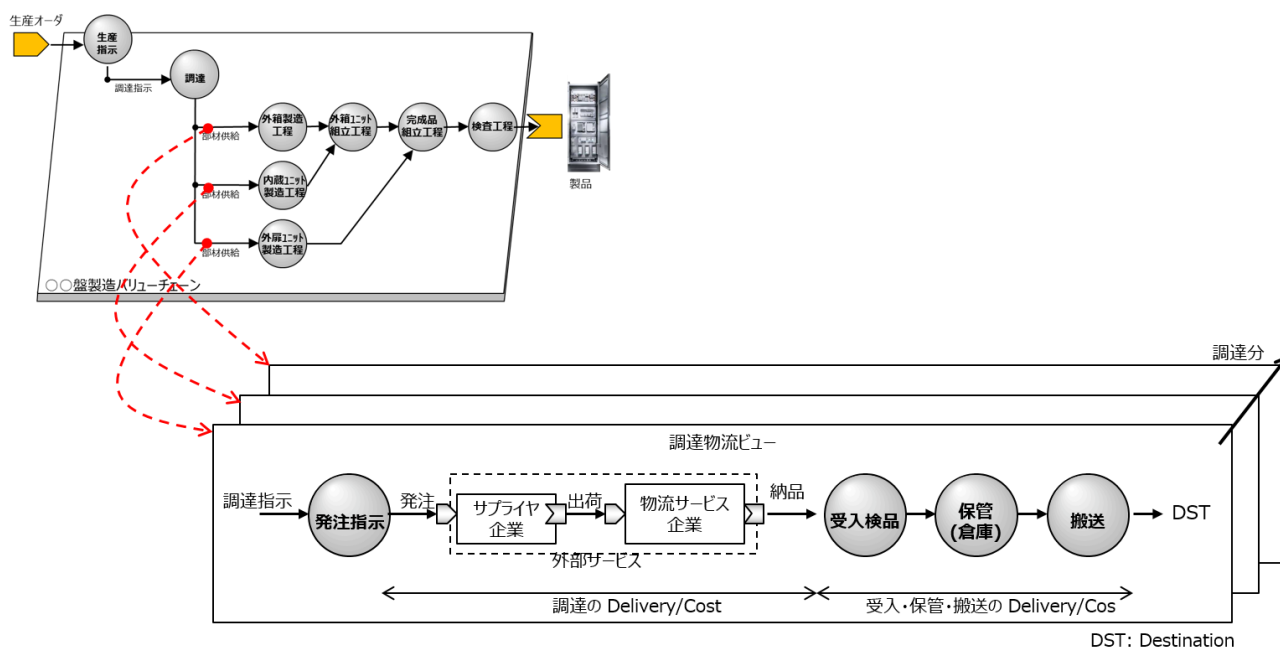 生産オーダ
生産
指示
調達指示
調達
部材供給
外箱製造
工程
外箱ユニット
組立工程
完成品
組立工程
検査工程
製品
部材供給
内蔵ユニット
製造工程
部材供給
外扉ユニット
製造工程
○○盤製造バリューチェーン
調達分
調達物流ビュー
調達指示
発注指示
発注
サプライヤ
企業
出荷
物流サービス
企業
納品
受入検品
保管
(倉庫)
搬送
DST
外部サービス
調達の Delivery/Cost
受入・保管・搬送の Delivery/Cos
DST: Destination